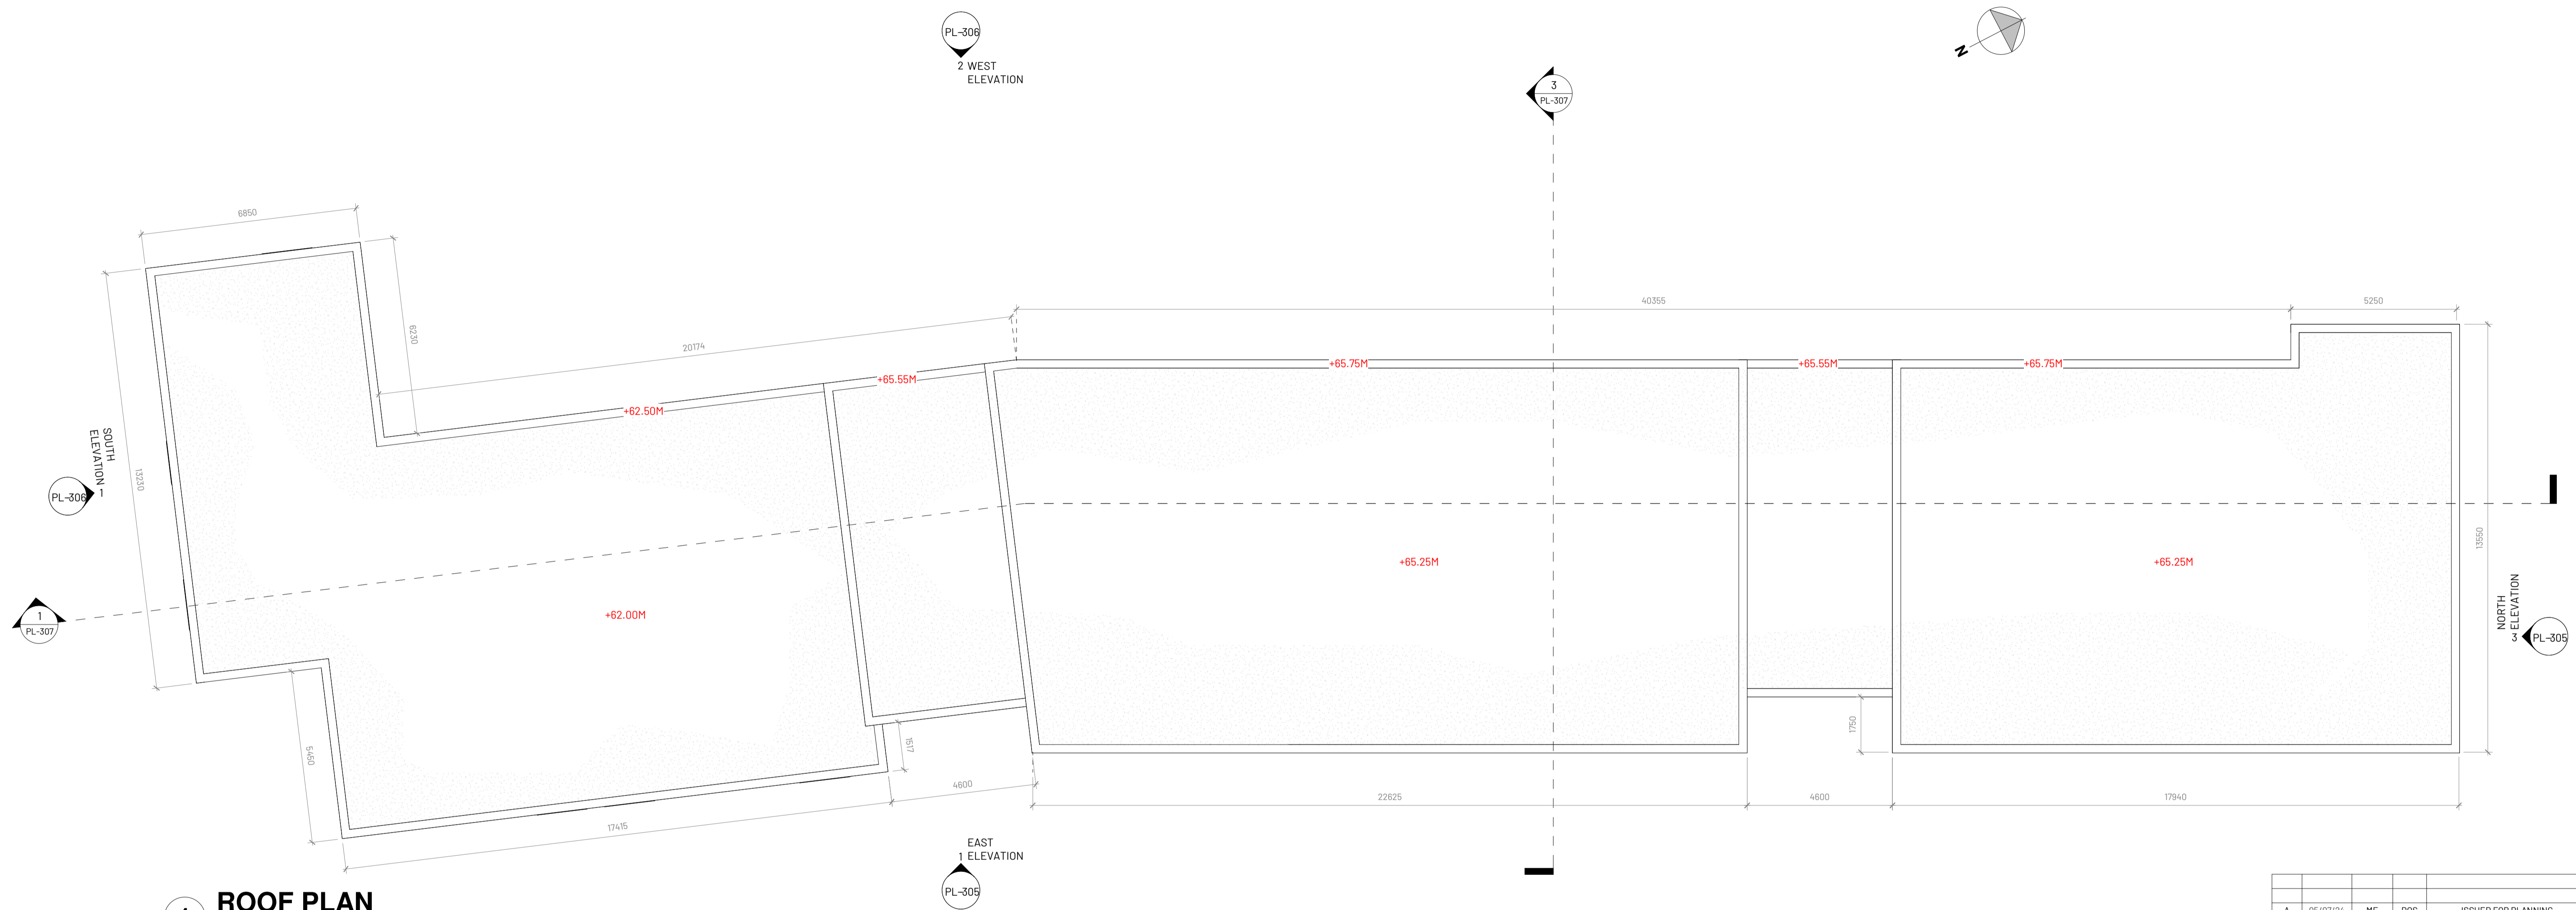 PL-306
2 WEST
ELEVATION
N
3
PL-307
6850
6230
20174
40355
5250
+65.75M
+65.55M
+65.75M
+65.55M
+62.50M
SOUTH
ELEVATION
1
PL-306
13230
13550
+65.25M
+65.25M
+62.00M
1
PL-307
NORTH
ELEVATION
3
PL-305
1750
1517
5450
4600
22625
4600
17940
17415
EAST
1 ELEVATION
PL-305
ROOF PLAN